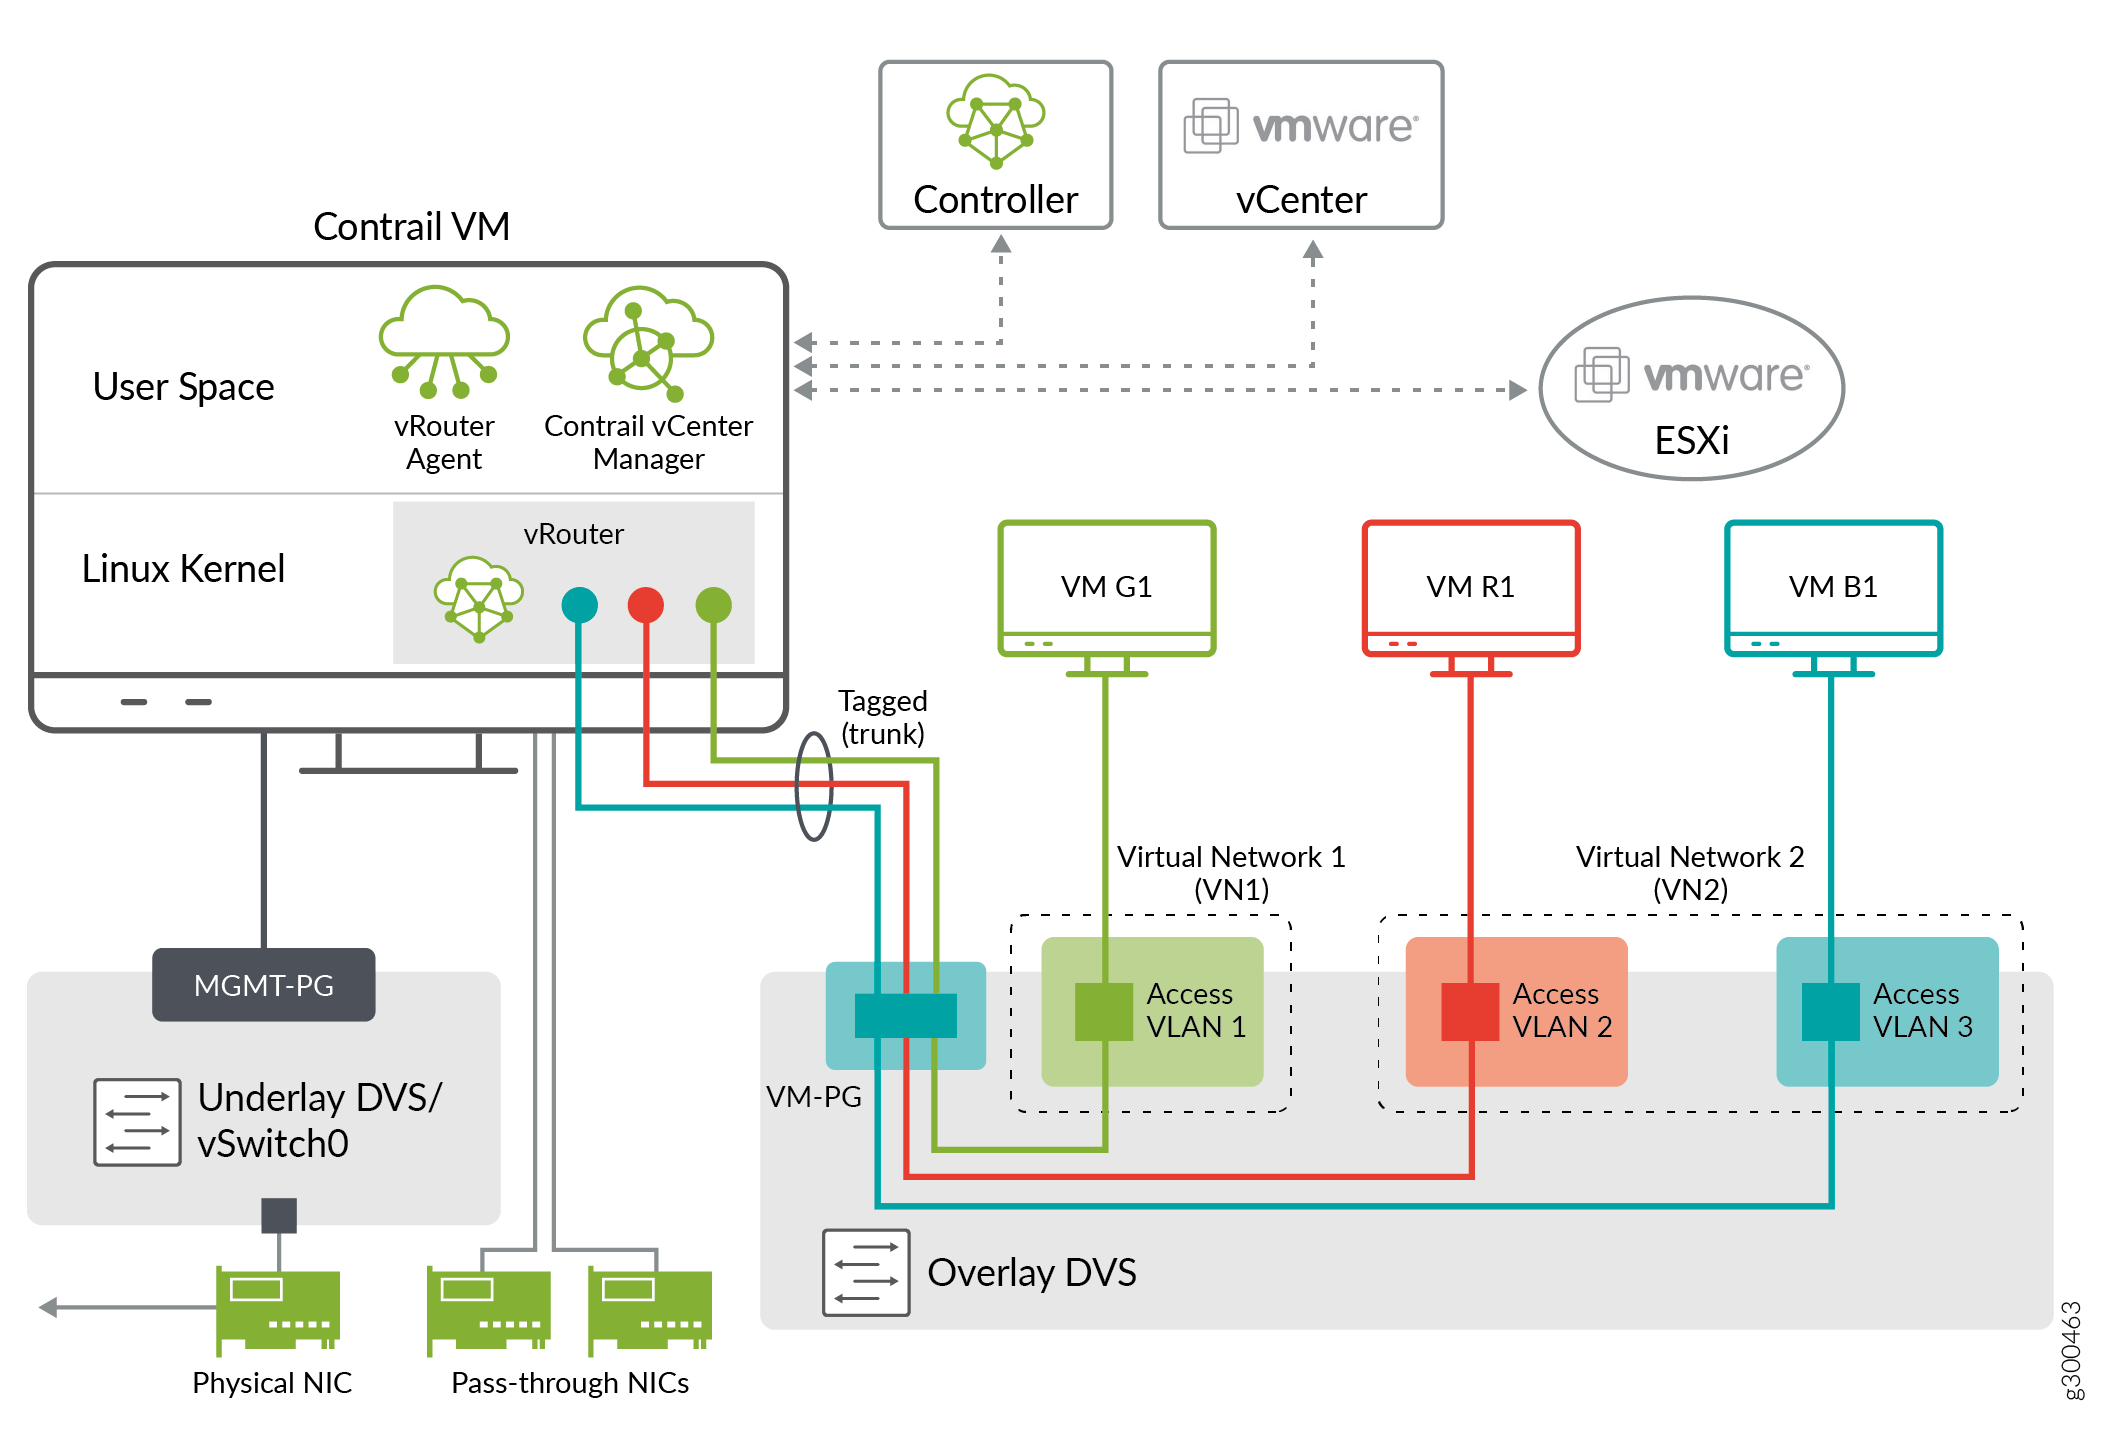 vmware®
Controller
vCenter
Contrail VM
vmware®
ESXi
User Space
vRouter
Agent
Contrail vCenter
Manager
Linux Kernel
vRouter
VM G1
VM R1
VM B1
Tagged
(trunk)
Virtual Network 1
(VN1)
Virtual Network 2
(VN2)
MGMT-PG
Access
VLAN 1
Access
VLAN 2
Access
VLAN 3
VM-PG
Underlay DVS/
vSwitch0
Overlay DVS
Physical NIC
Pass-through NICs
g300463